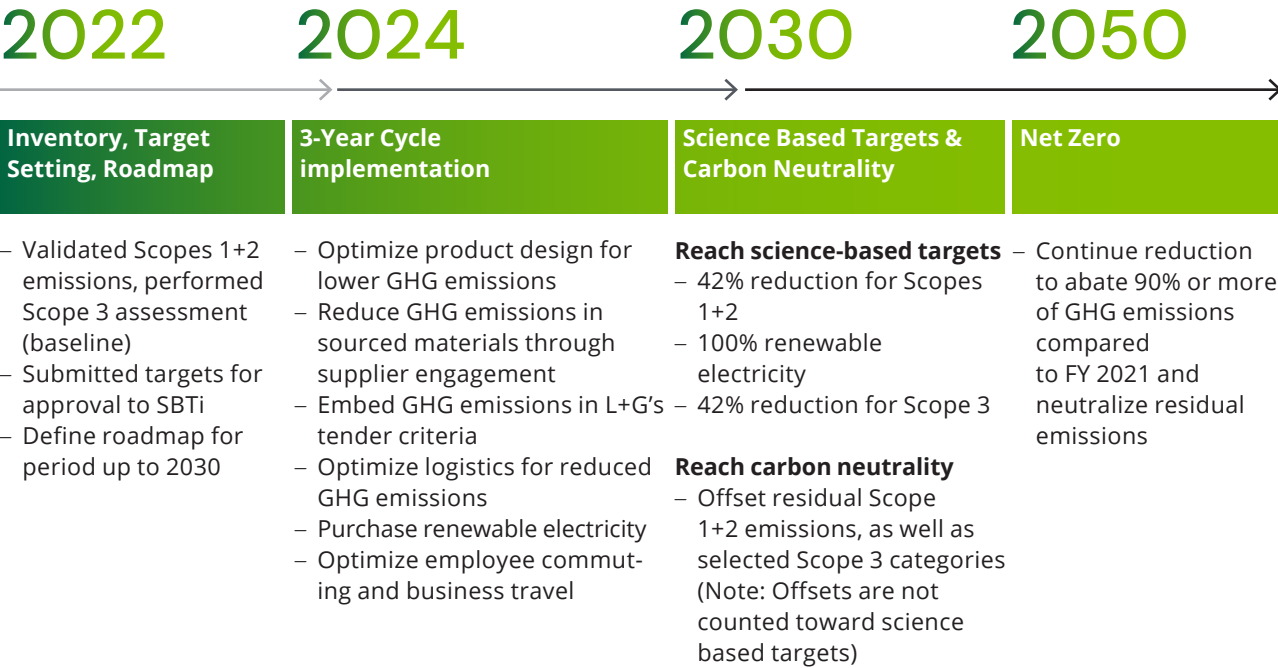 2022
2024
2030
2050
Inventory, Target
Setting, Roadmap
3-Year Cycle
implementation
Science Based Targets &
Carbon Neutrality
Net Zero
– Validated Scopes 1+2
emissions, performed
Scope 3 assessment
(baseline)
– Submitted targets for
approval to SBTi
– Define roadmap for
period up to 2030
– Optimize product design for
lower GHG emissions
– Reduce GHG emissions in
sourced materials through
supplier engagement
– Embed GHG emissions in L+G’s
tender criteria
– Optimize logistics for reduced
GHG emissions
– Purchase renewable electricity
– Optimize employee commut-
ing and business travel
Reach science-based targets
– 42% reduction for Scopes
1+2
– 100% renewable
electricity
– 42% reduction for Scope 3
Reach carbon neutrality
– Offset residual Scope
1+2 emissions, as well as
selected Scope 3 categories
(Note: Offsets are not
counted toward science
based targets)
– Continue reduction
to abate 90% or more
of GHG emissions
compared
to FY 2021 and
neutralize residual
emissions